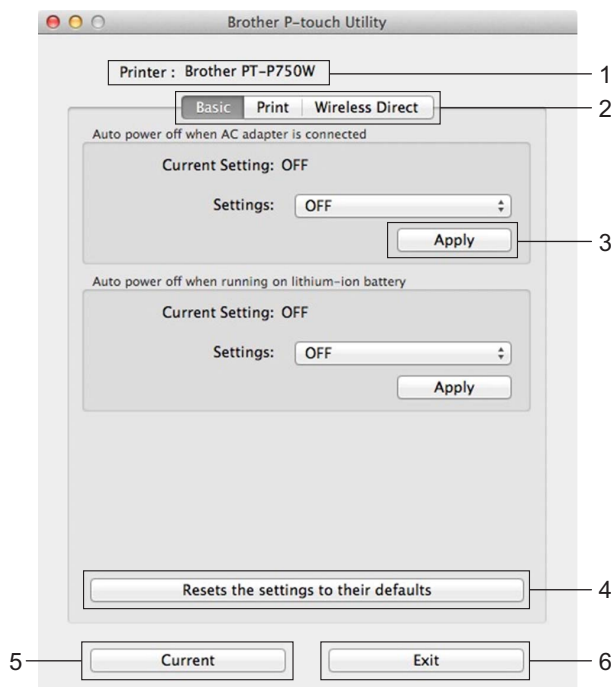 Brother P-touch Utility
Printer : Brother PT-P750W
1
Basic Print Wireless Direct
2
Auto power off when AC adapter is connected
Current Setting: OFF
Settings: OFF
Apply
3
Auto power off when running on lithium-ion battery
Current Setting: OFF
Settings: OFF
Apply
Resets the settings to their defaults
4
5
Current
Exit
6